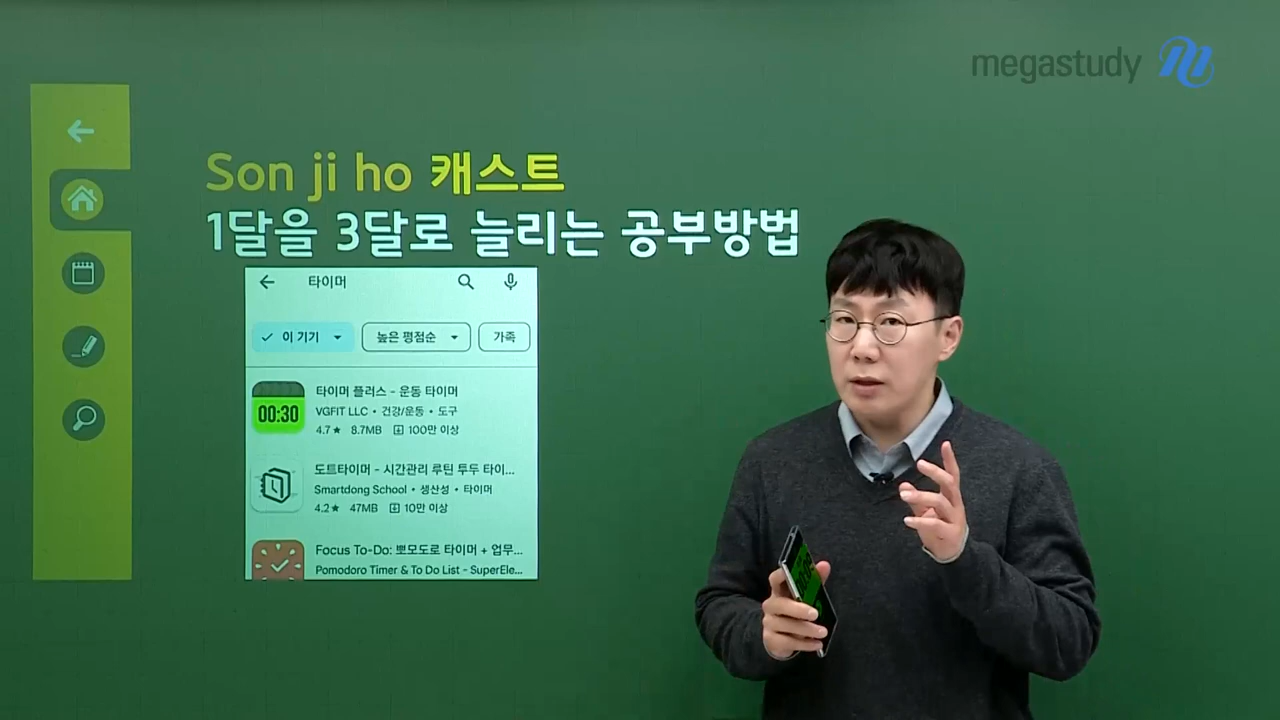 megastudy
Son ji ho 캐스트
1달을 3달로 늘리는 공부방법
타이머
이 기기
높은 평점순
가족
00:30
타이머 플러스 - 운동 타이머
VGFIT LLC • 건강/운동 • 도구
4.7★ 8.7MB 100만 이상
도트타이머 - 시간관리 루틴 투두 타이...
Smartdong School • 생산성 • 타이머
4.2★ 47MB 10만 이상
Focus To-Do: 뽀모도로 타이머 + 업무...
Pomodoro Timer & To Do List - SuperEle...